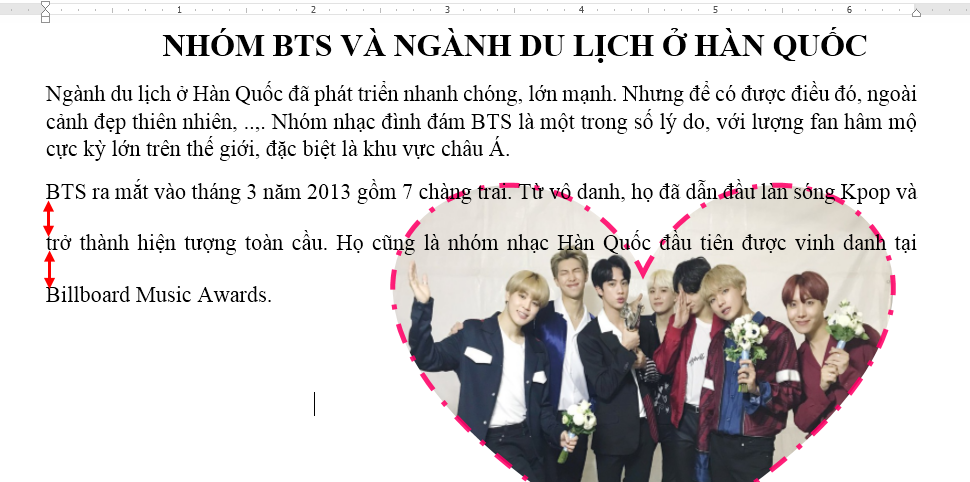 1 2 3 4 5 6
NHÓM BTS VÀ NGÀNH DU LỊCH Ở HÀN QUỐC
Ngành du lịch ở Hàn Quốc đã phát triển nhanh chóng, lớn mạnh. Nhưng để có được điều đó, ngoài
cảnh đẹp thiên nhiên, ..,. Nhóm nhạc đình đám BTS là một trong số lý do, với lượng fan hâm mộ
cực kỳ lớn trên thế giới, đặc biệt là khu vực châu Á.
BTS ra mắt vào tháng 3 năm 2013 gồm 7 chàng trai. Từ vô danh, họ đã dẫn đầu làn sóng Kpop và
trở thành hiện tượng toàn cầu. Họ cũng là nhóm nhạc Hàn Quốc đầu tiên được vinh danh tại
Billboard Music Awards.